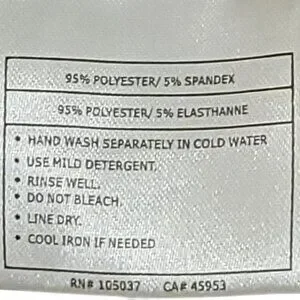 95% POLYESTER/ 5% SPANDEX
95% POLYESTER/ 5% ELASTHANNE
• HAND WASH SEPARATELY IN COLD WATER
• USE MILD DETERGENT.
• RINSE WELL.
• DO NOT BLEACH.
• LINE DRY.
• COOL IRON IF NEEDED
RN# 105037 CA# 45953